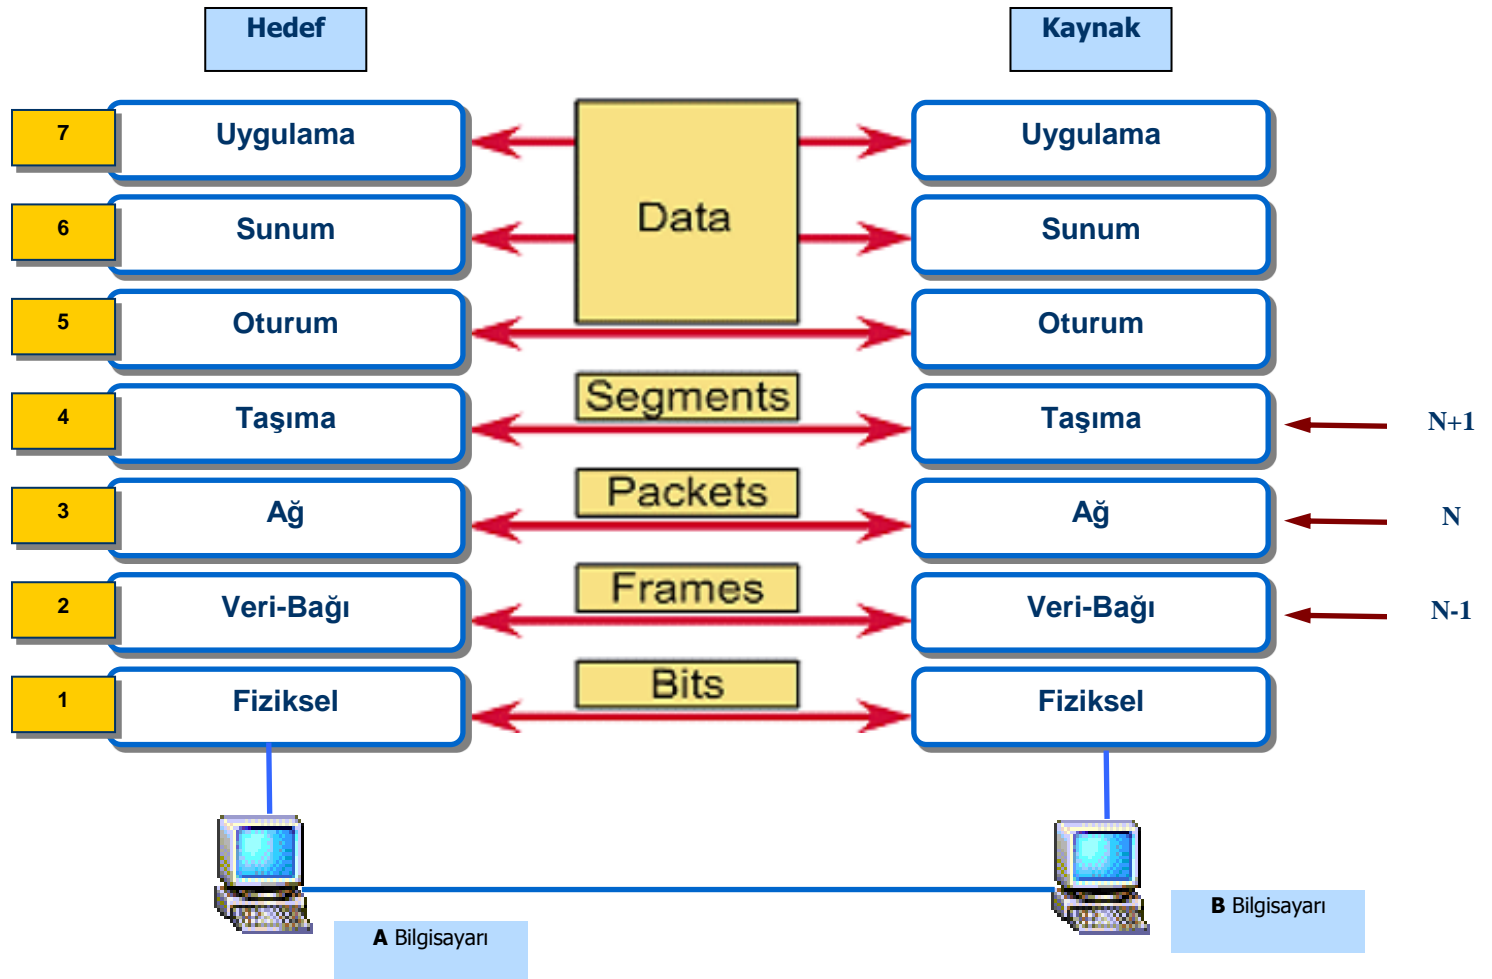 Hedef
Kaynak
7
Uygulama
Data
Uygulama
6
Sunum
Sunum
5
Oturum
Oturum
4
Taşıma
Segments
Taşıma
N+1
3
Ağ
Packets
Ağ
N
2
Veri-Bağı
Frames
Veri-Bağı
N-1
1
Fiziksel
Bits
Fiziksel
A Bilgisayarı
B Bilgisayarı